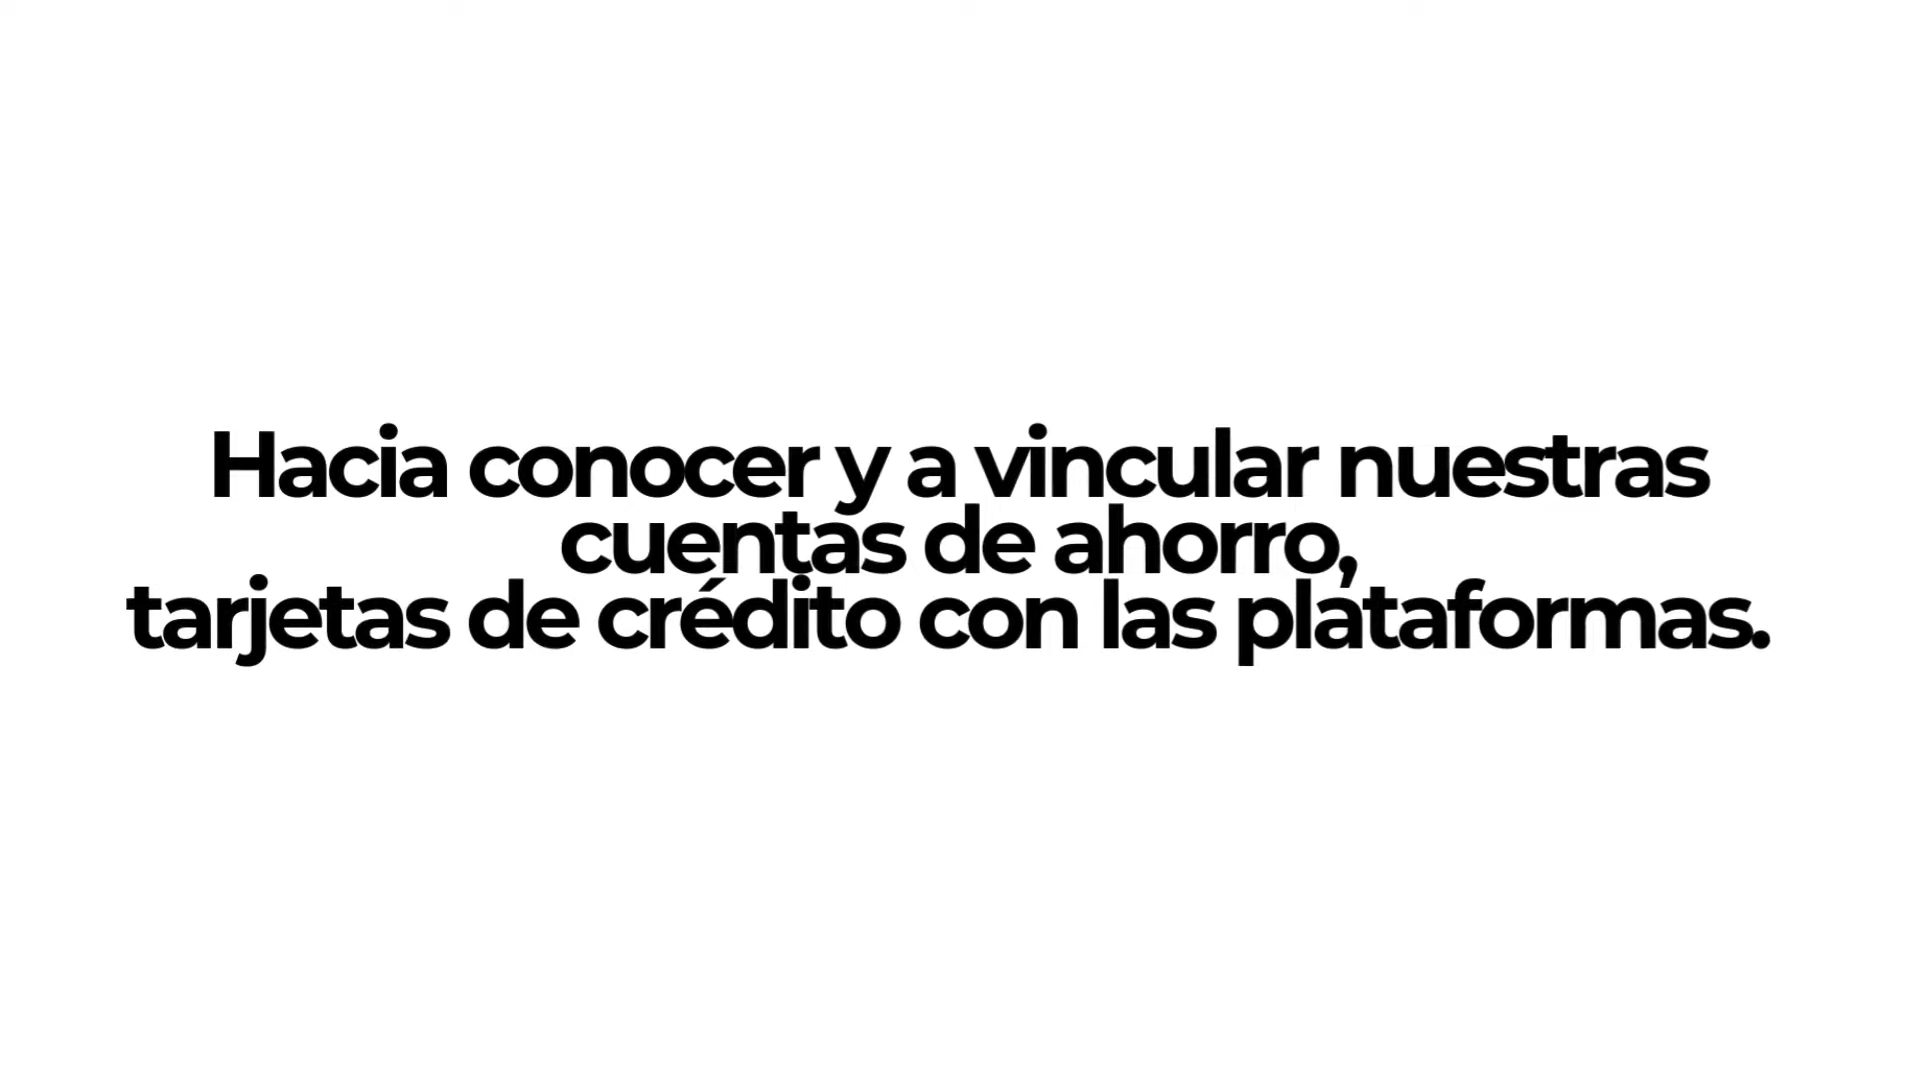 Hacia conocer y a vincular nuestras
cuentas de ahorro,
tarjetas de crédito con las plataformas.